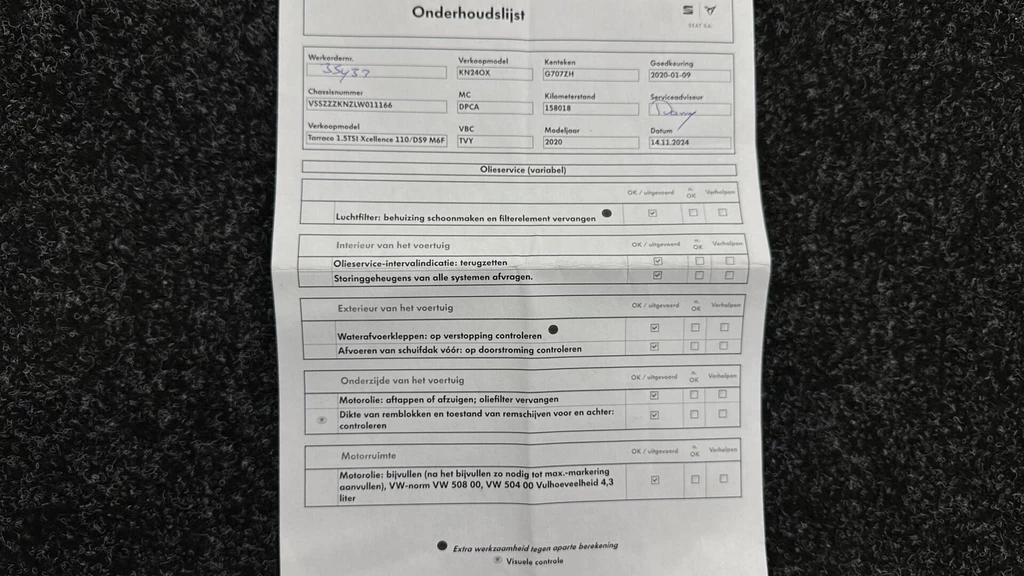 Onderhoudslijst
SEAT S.A.
Werkordernr. Verkoopmodel Kenteken Goedkeuring
35437 KN24OX G707ZH 2020-01-09
Chassisnummer MC Kilometerstand Serviceadviseur
VSSZZZKNZLW011166 DPCA 158018 Dany
Verkoopmodel VBC Modeljaar Datum
Tarraco 1.5TSI Xcellence 110/DS9 M6F TVY 2020 14.11.2024
Olieservice (variabel)
OK / uitgevoerd n. OK Verholpen
Luchtfilter: behuizing schoonmaken en filterelement vervangen
Interieur van het voertuig OK / uitgevoerd n. OK Verholpen
Olieservice-intervalindicatie: terugzetten
Storinggeheugens van alle systemen afvragen.
Exterieur van het voertuig OK / uitgevoerd n. OK Verholpen
Waterafvoerkleppen: op verstopping controleren
Afvoeren van schuifdak vóór: op doorstroming controleren
Onderzijde van het voertuig OK / uitgevoerd n. OK Verholpen
Motorolie: aftappen of afzuigen; oliefilter vervangen
Dikte van remblokken en toestand van remschijven voor en achter:
controleren
Motorruimte OK / uitgevoerd n. OK Verholpen
Motorolie: bijvullen (na het bijvullen zo nodig tot max.-markering
aanvullen), VW-norm VW 508 00, VW 504 00 Vulhoeveelheid 4,3
liter
Extra werkzaamheid tegen aparte berekening
Visuele controle